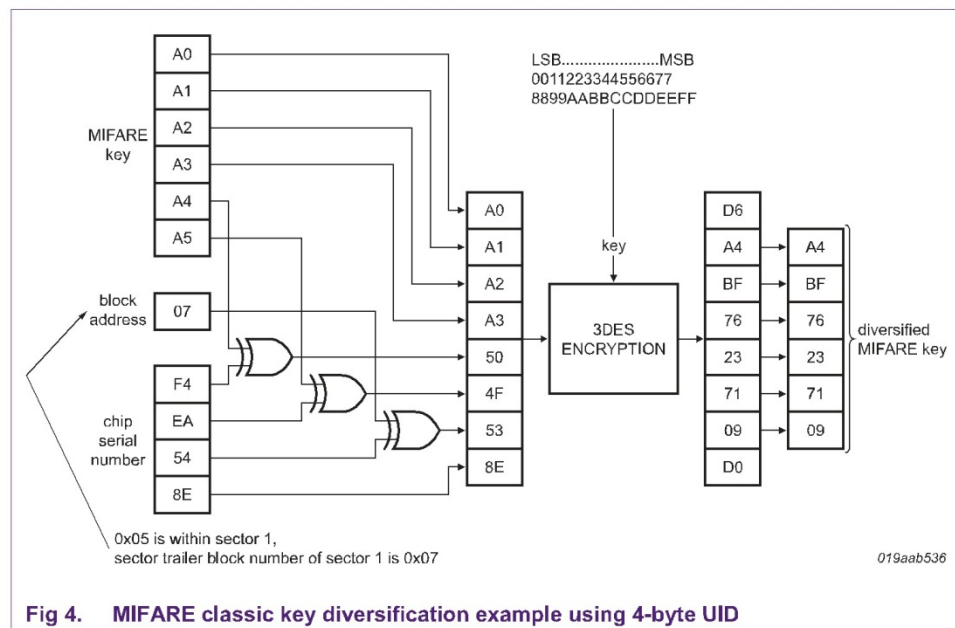 A0
A1
A2
A3
A4
A5
MIFARE
key
block
address
07
F4
EA
54
8E
chip
serial
number
0x05 is within sector 1,
sector trailer block number of sector 1 is 0x07
LSB......................MSB
0011223344556677
8899AABBCCDDEEFF
key
A0
A1
A2
A3
50
4F
53
8E
3DES
ENCRYPTION
D6
A4
BF
76
23
71
09
D0
A4
BF
76
23
71
09
diversified
MIFARE key
019aab536
Fig 4. MIFARE classic key diversification example using 4-byte UID